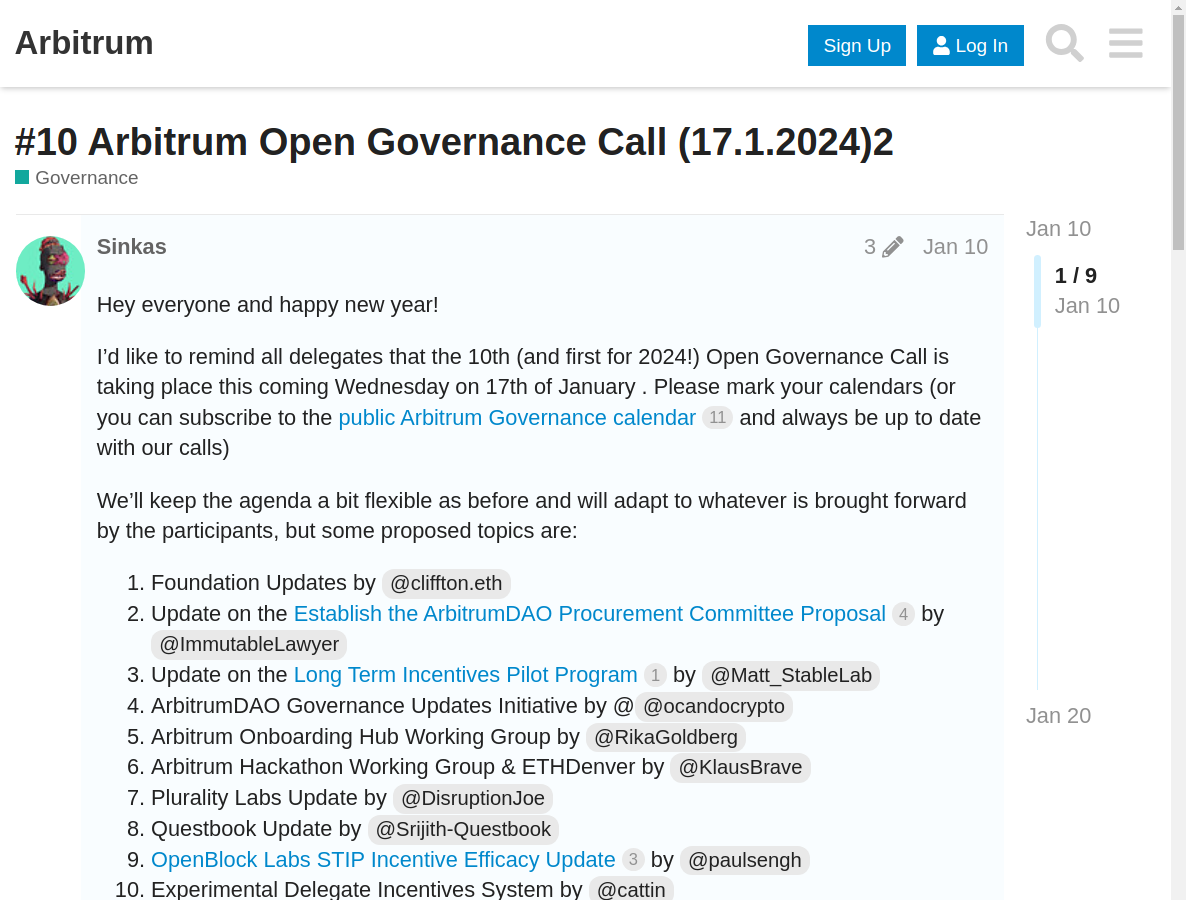 Arbitrum
Sign Up
Log In
#10 Arbitrum Open Governance Call (17.1.2024)2
Governance
Sinkas
3
Jan 10
Jan 10
1 / 9
Jan 10
Hey everyone and happy new year!
I’d like to remind all delegates that the 10th (and first for 2024!) Open Governance Call is
taking place this coming Wednesday on 17th of January . Please mark your calendars (or
you can subscribe to the public Arbitrum Governance calendar 11 and always be up to date
with our calls)
We’ll keep the agenda a bit flexible as before and will adapt to whatever is brought forward
by the participants, but some proposed topics are:
1. Foundation Updates by @cliffton.eth
2. Update on the Establish the ArbitrumDAO Procurement Committee Proposal 4 by
@ImmutableLawyer
3. Update on the Long Term Incentives Pilot Program 1 by @Matt_StableLab
4. ArbitrumDAO Governance Updates Initiative by @@ocandocrypto
Jan 20
5. Arbitrum Onboarding Hub Working Group by @RikaGoldberg
6. Arbitrum Hackathon Working Group & ETHDenver by @KlausBrave
7. Plurality Labs Update by @DisruptionJoe
8. Questbook Update by @Srijith-Questbook
9. OpenBlock Labs STIP Incentive Efficacy Update 3 by @paulsengh
10. Experimental Delegate Incentives System by @cattin